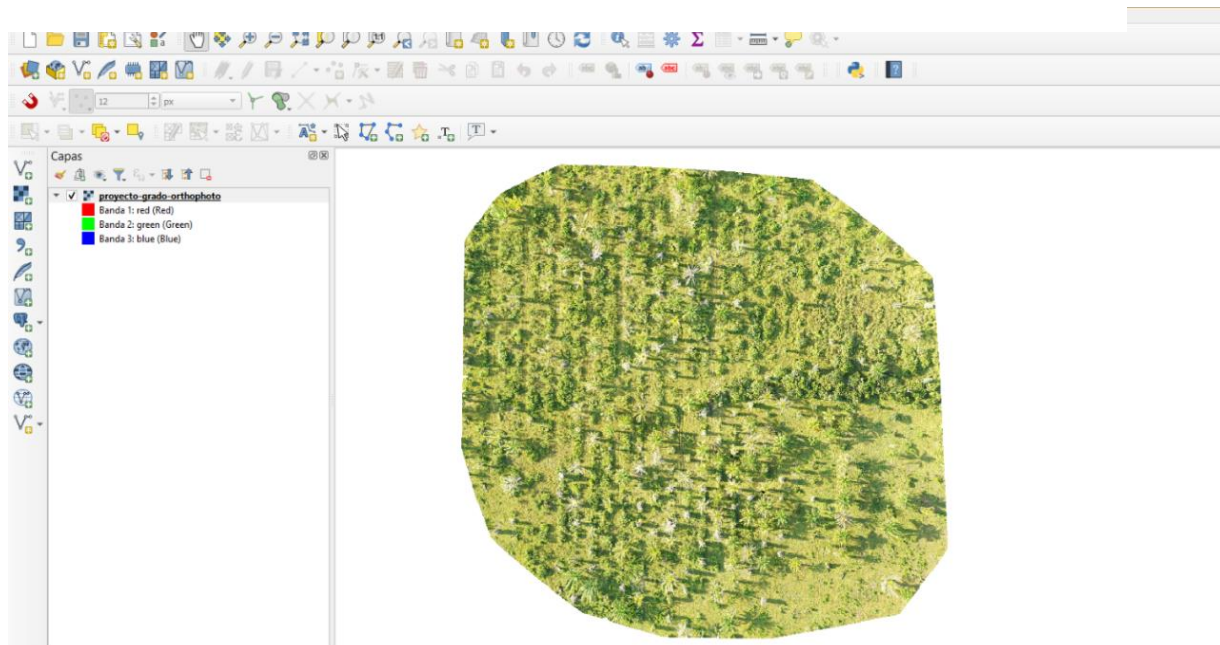 12
px
Capas
proyecto-grado-orthophoto
Banda 1: red (Red)
Banda 2: green (Green)
Banda 3: blue (Blue)